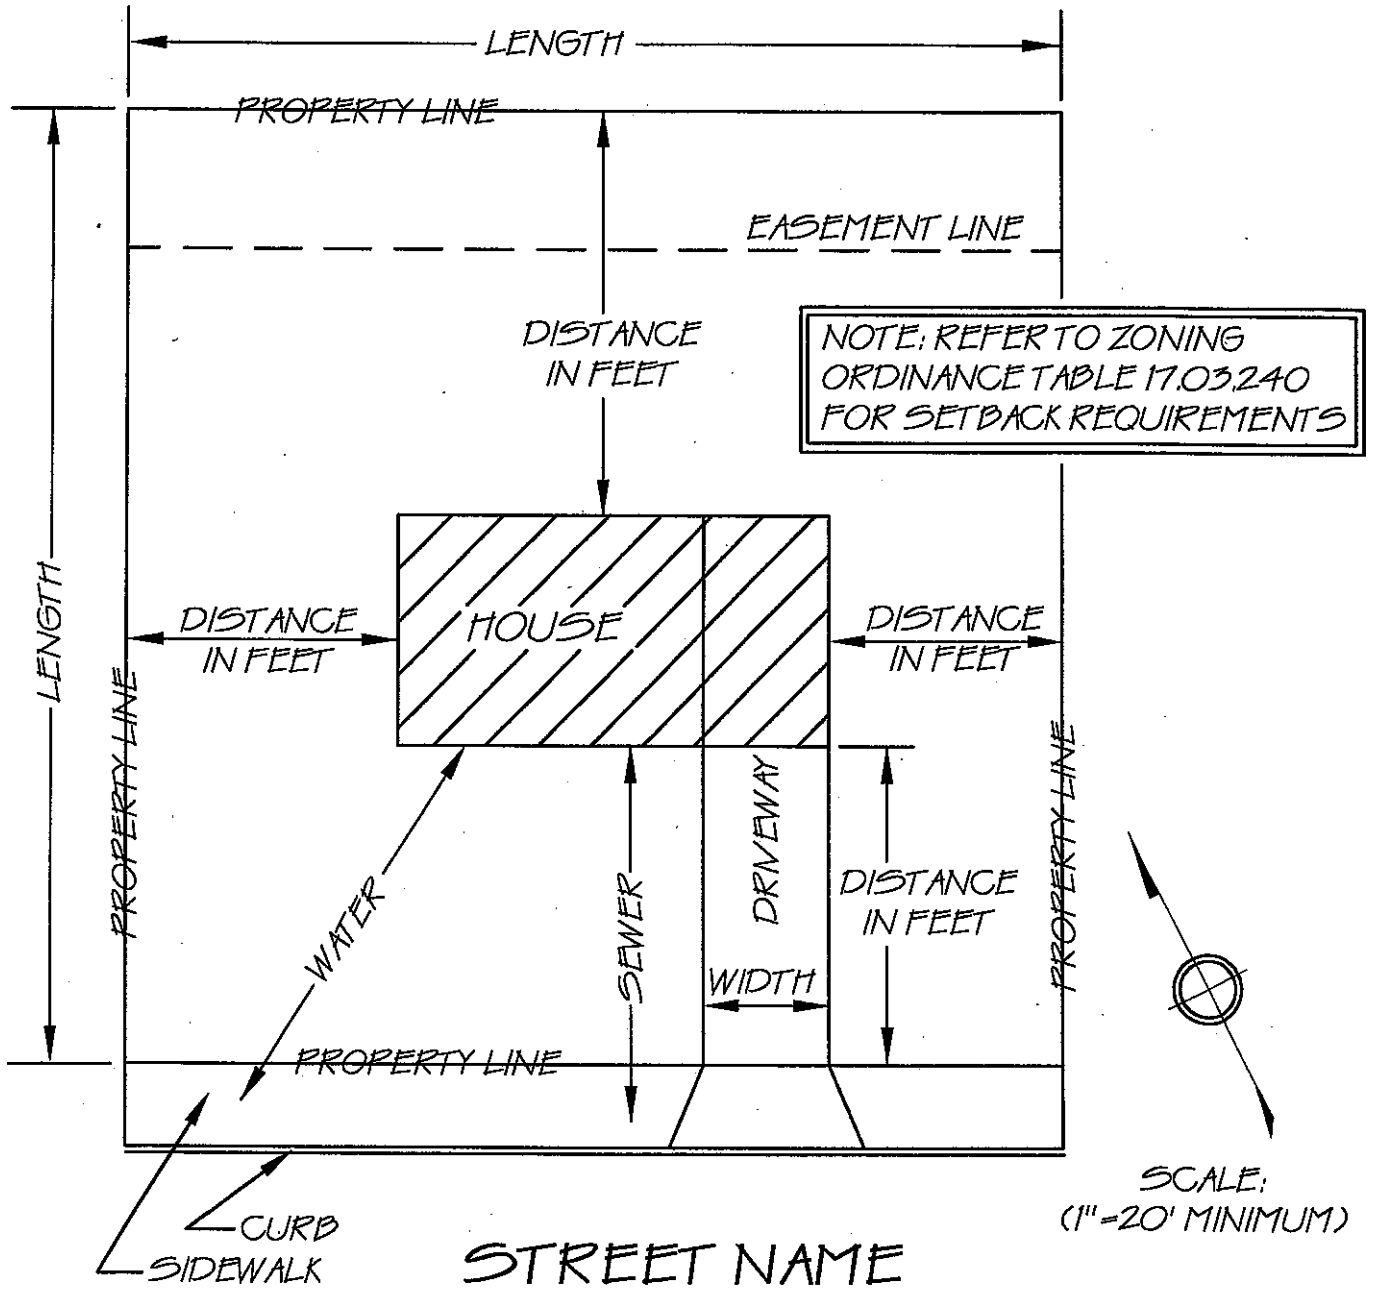 LENGTH
PROPERTY LINE
EASEMENT LINE
DISTANCE
IN FEET
NOTE: REFER TO ZONING
ORDINANCE TABLE 17.03.240
FOR SETBACK REQUIREMENTS
LENGTH
DISTANCE
IN FEET
HOUSE
DISTANCE
IN FEET
PROPERTY LINE
PROPERTY LINE
WATER
SEWER
DRIVEWAY
DISTANCE
IN FEET
WIDTH
PROPERTY LINE
SCALE:
(1"=20' MINIMUM)
CURB
SIDEWALK
STREET NAME